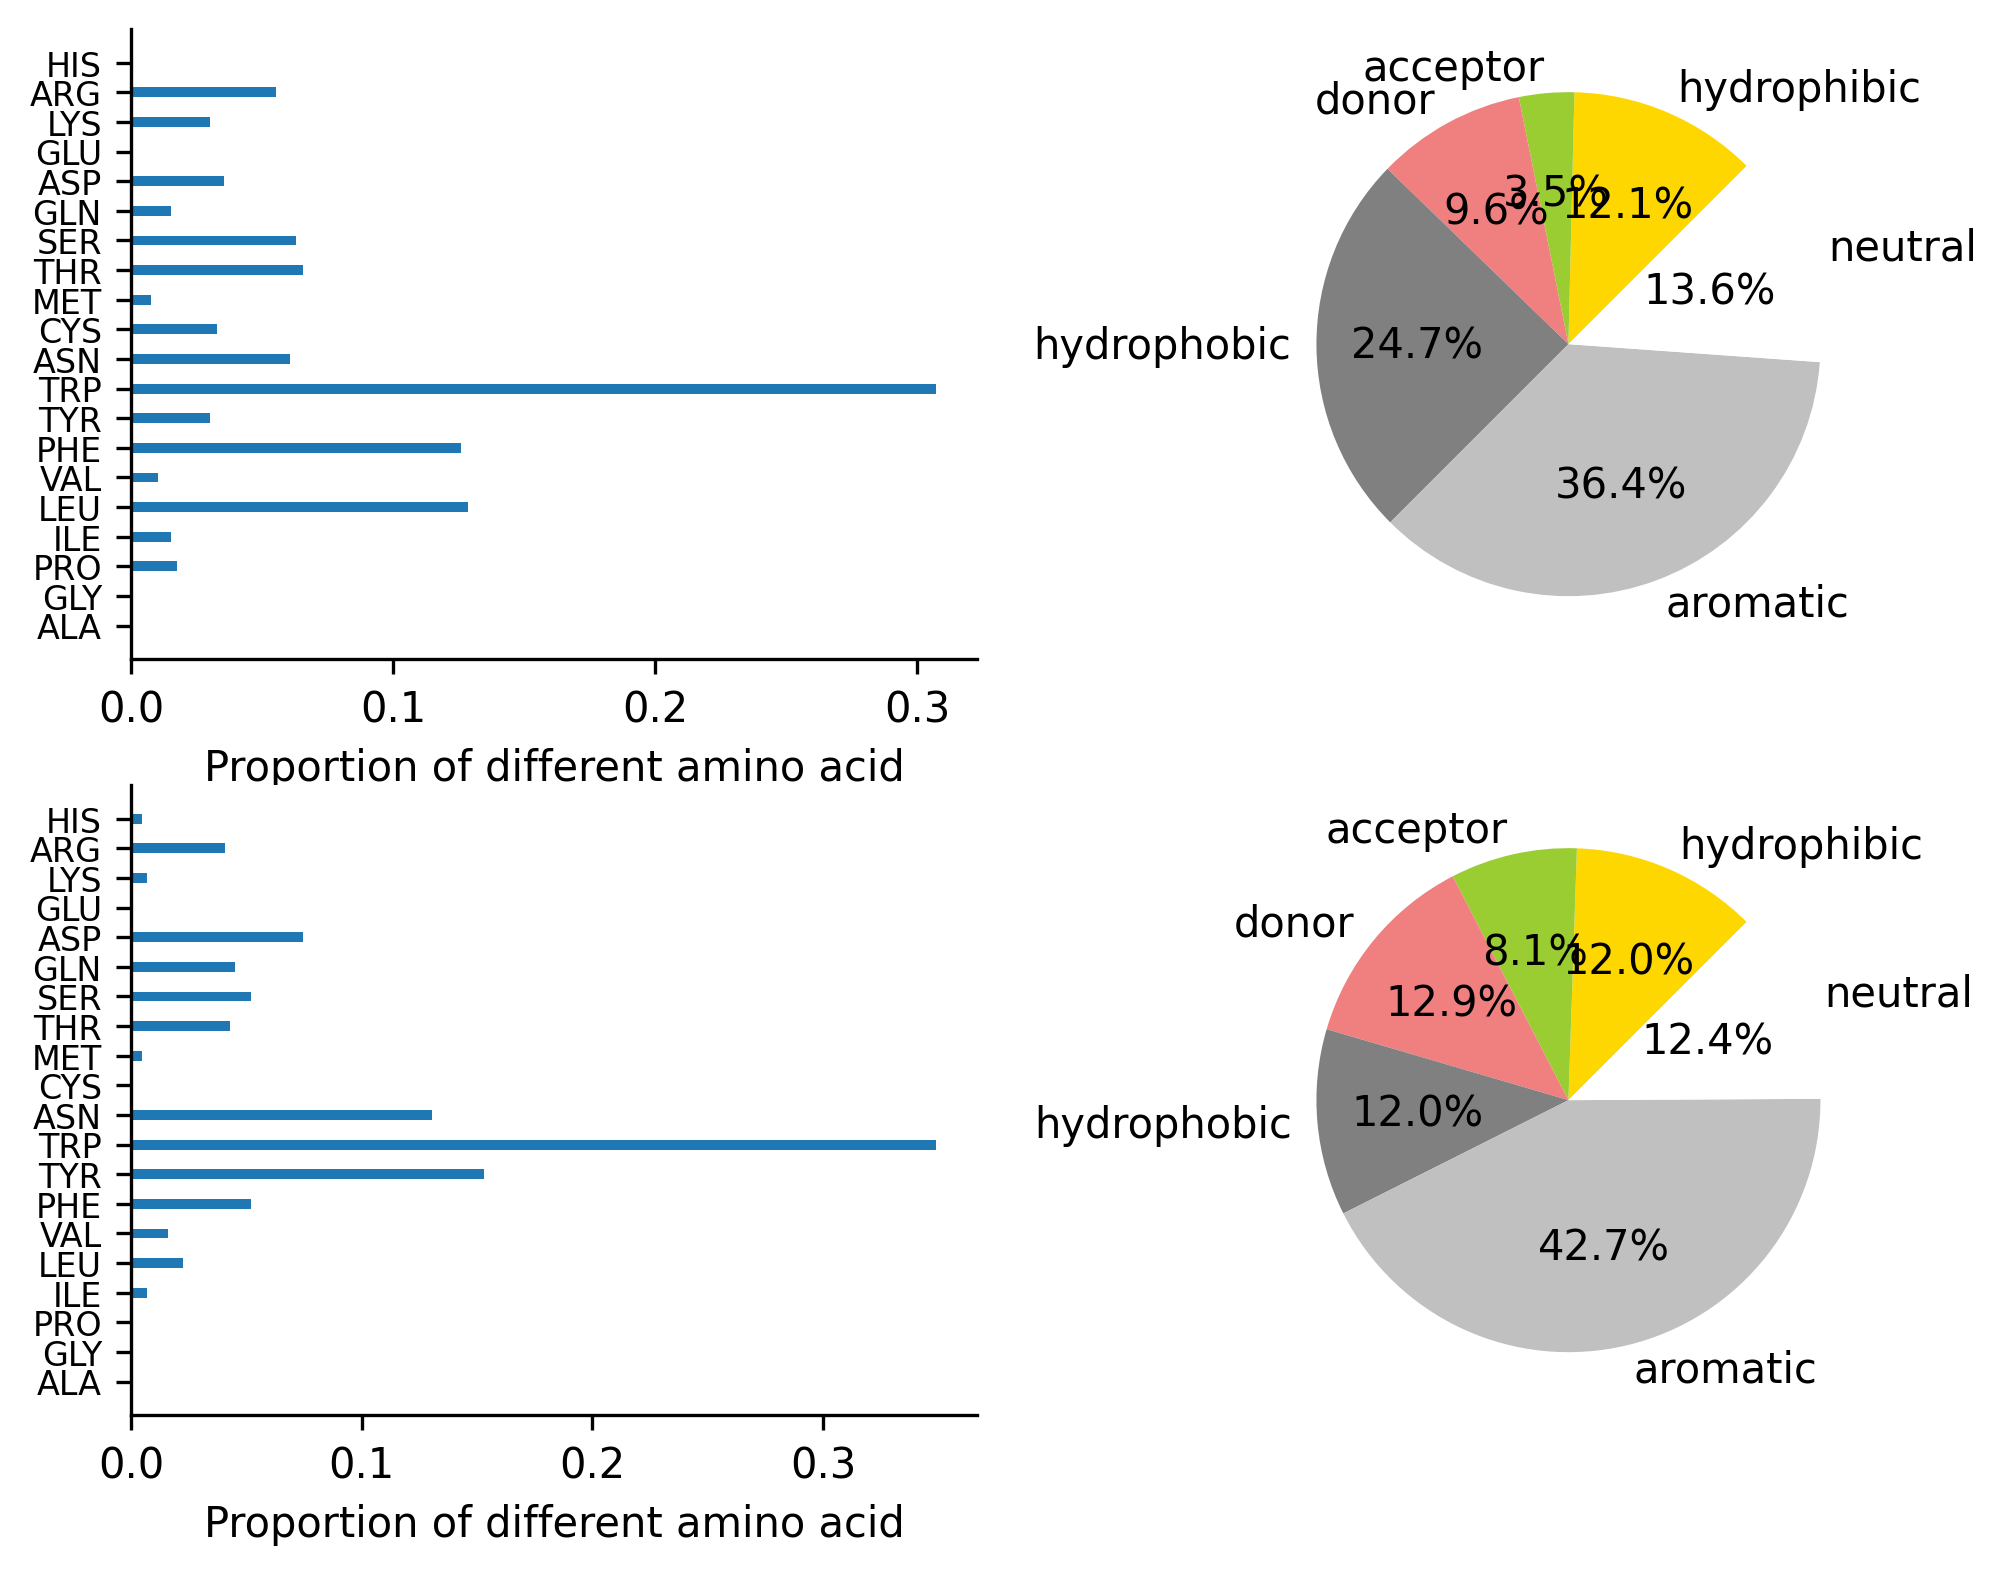 HIS
ARG
LYS
GLU
ASP
GLN
SER
THR
MET
CYS
ASN
TRP
TYR
PHE
VAL
LEU
ILE
PRO
GLY
ALA
0.0 0.1 0.2 0.3
Proportion of different amino acid
acceptor
hydrophibic
donor
neutral
hydrophobic
aromatic
3.5%
12.1%
9.6%
13.6%
24.7%
36.4%
HIS
ARG
LYS
GLU
ASP
GLN
SER
THR
MET
CYS
ASN
TRP
TYR
PHE
VAL
LEU
ILE
PRO
GLY
ALA
0.0 0.1 0.2 0.3
Proportion of different amino acid
acceptor
hydrophibic
donor
neutral
hydrophobic
aromatic
8.1%
12.0%
12.9%
12.4%
12.0%
42.7%